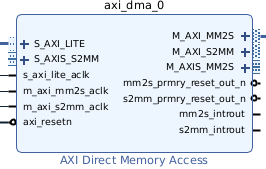 axi_dma_0
S_AXI_LITE
S_AXIS_S2MM
s_axi_lite_aclk
m_axi_mm2s_aclk
m_axi_s2mm_aclk
axi_resetn
M_AXI_MM2S
M_AXI_S2MM
M_AXIS_MM2S
mm2s_prmry_reset_out_n
s2mm_prmry_reset_out_n
mm2s_introut
s2mm_introut
AXI Direct Memory Access